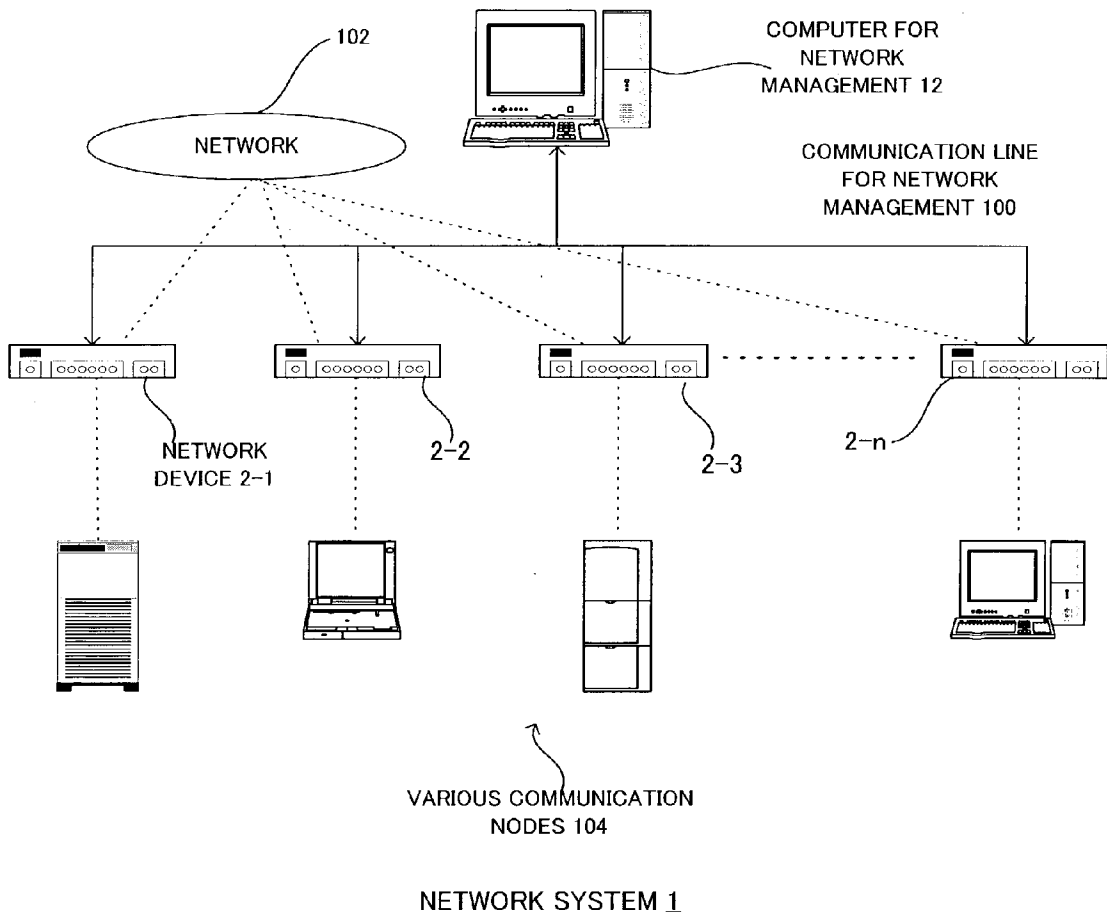 102
COMPUTER FOR
NETWORK
MANAGEMENT 12
NETWORK
COMMUNICATION LINE
FOR NETWORK
MANAGEMENT 100
NETWORK
DEVICE 2-1
2-2
2-3
2-n
VARIOUS COMMUNICATION
NODES 104
NETWORK SYSTEM 1